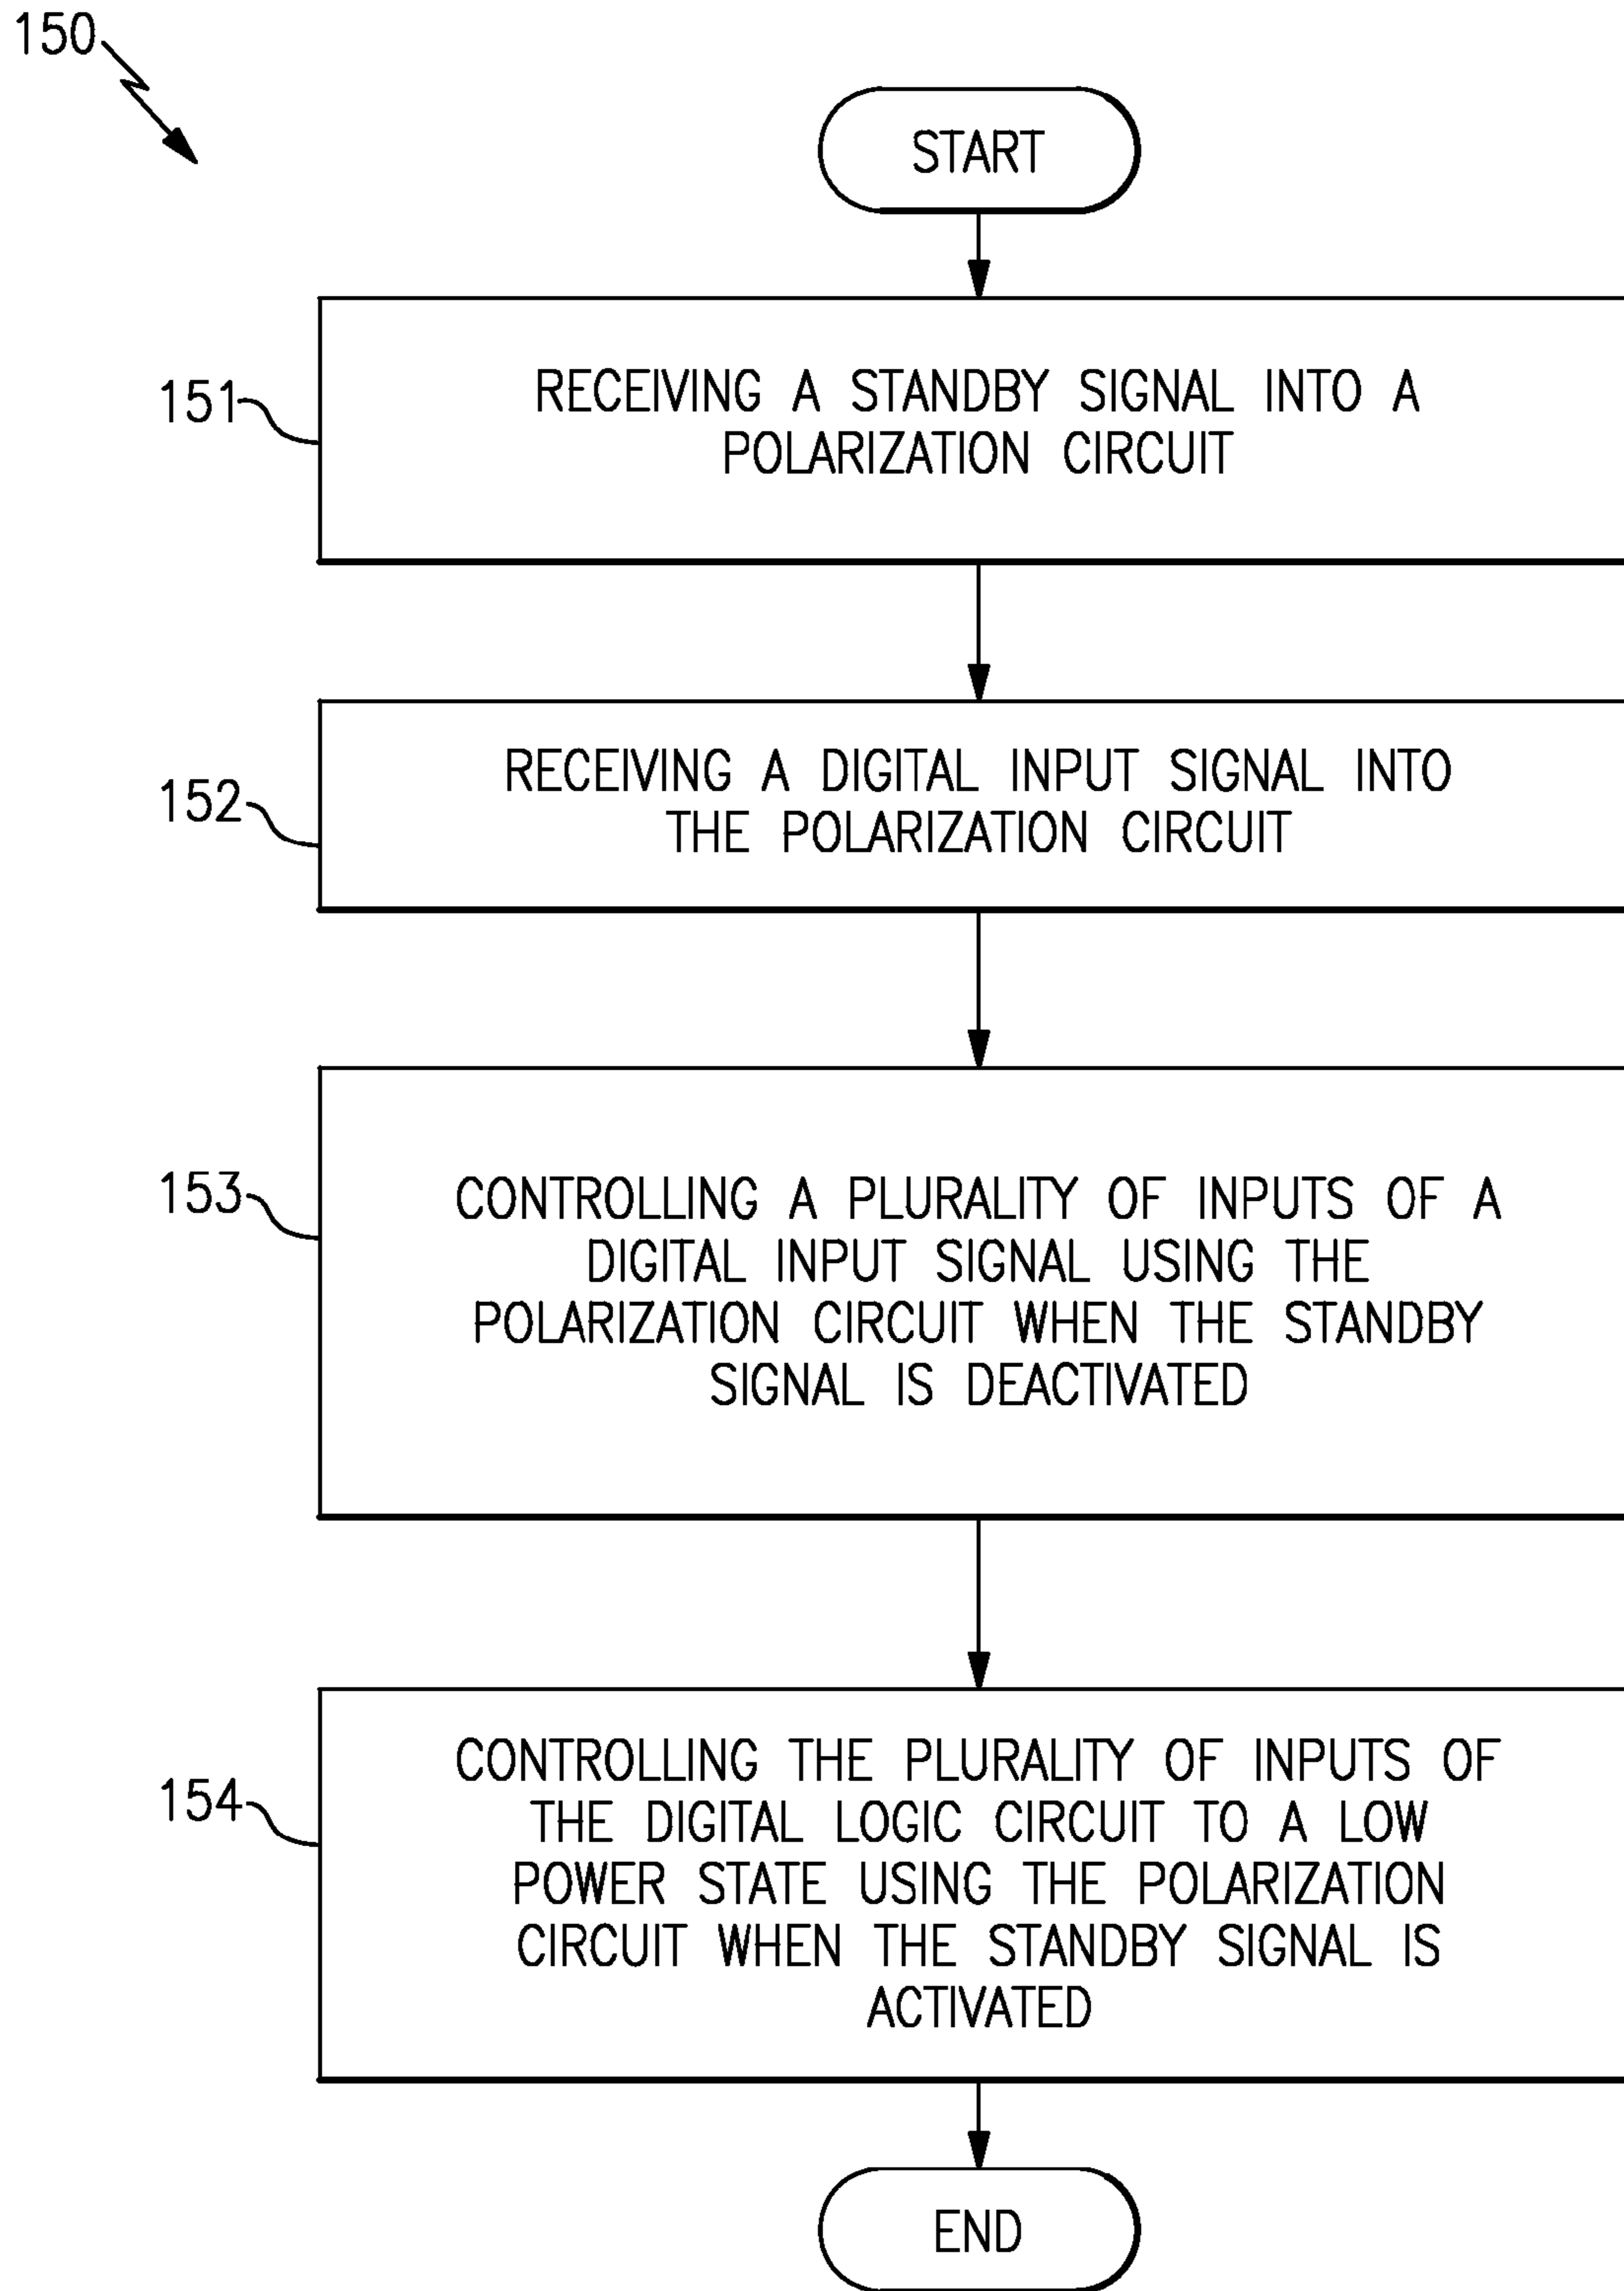 150
START
151
RECEIVING A STANDBY SIGNAL INTO A
POLARIZATION CIRCUIT
152
RECEIVING A DIGITAL INPUT SIGNAL INTO
THE POLARIZATION CIRCUIT
153
CONTROLLING A PLURALITY OF INPUTS OF A
DIGITAL INPUT SIGNAL USING THE
POLARIZATION CIRCUIT WHEN THE STANDBY
SIGNAL IS DEACTIVATED
154
CONTROLLING THE PLURALITY OF INPUTS OF
THE DIGITAL LOGIC CIRCUIT TO A LOW
POWER STATE USING THE POLARIZATION
CIRCUIT WHEN THE STANDBY SIGNAL IS
ACTIVATED
END